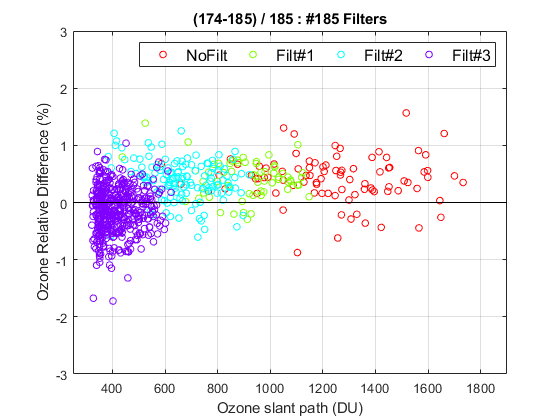 (174-185) / 185 : #185 Filters
NoFilt Filt#1 Filt#2 Filt#3
Ozone Relative Difference (%)
3
2
1
0
-1
-2
-3
400 600 800 1000 1200 1400 1600 1800
Ozone slant path (DU)